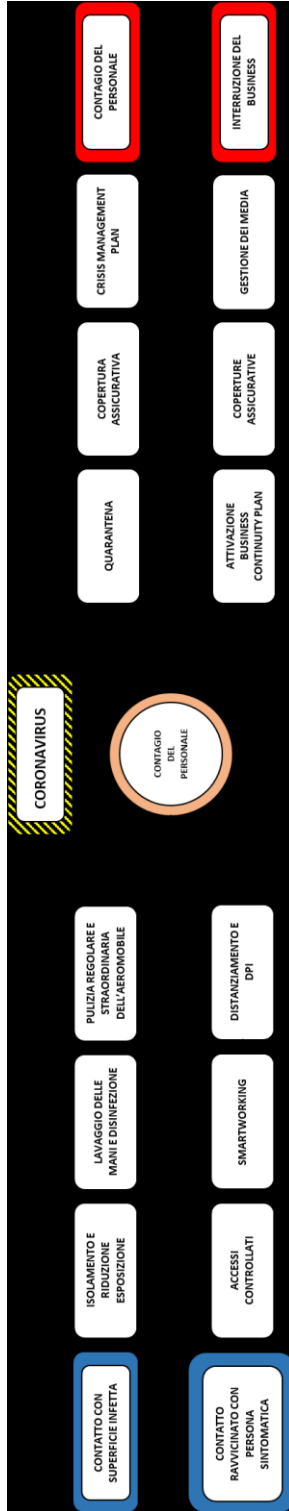 CORONAVIRUS
CONTATTO CON
SUPERFICIE INFETTA
ISOLAMENTO E
RIDUZIONE
ESPOSIZIONE
LAVAGGIO DELLE
MANI E DISINFEZIONE
PULIZIA REGOLARE E
STRAORDINARIA
DELL'AEROMOBILE
QUARANTENA
COPERTURA
ASSICURATIVA
CRISIS MANAGEMENT
PLAN
CONTAGIO DEL
PERSONALE
CONTAGIO
DEL
PERSONALE
CONTATTO
RAVVICINATO CON
PERSONA
SINTOMATICA
ACCESSI
CONTROLLATI
SMARTWORKING
DISTANZIAMENTO E
DPI
ATTIVAZIONE
BUSINESS
CONTINUITY PLAN
COPERTURE
ASSICURATIVE
GESTIONE DEI MEDIA
INTERRUZIONE DEL
BUSINESS